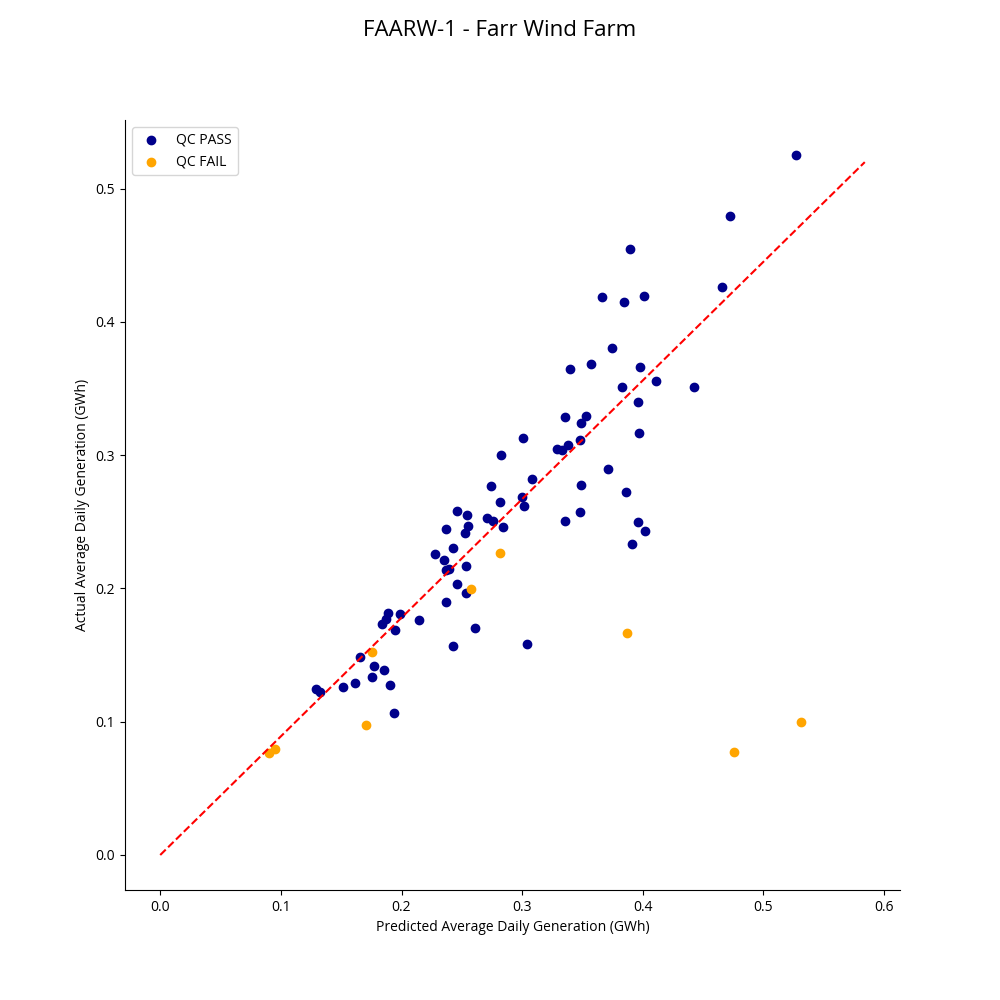 FAARW-1 - Farr Wind Farm
QC PASS
QC FAIL
0.5
0.4
0.3
0.2
0.1
0.0
Actual Average Daily Generation (GWh)
0.0 0.1 0.2 0.3 0.4 0.5 0.6
Predicted Average Daily Generation (GWh)